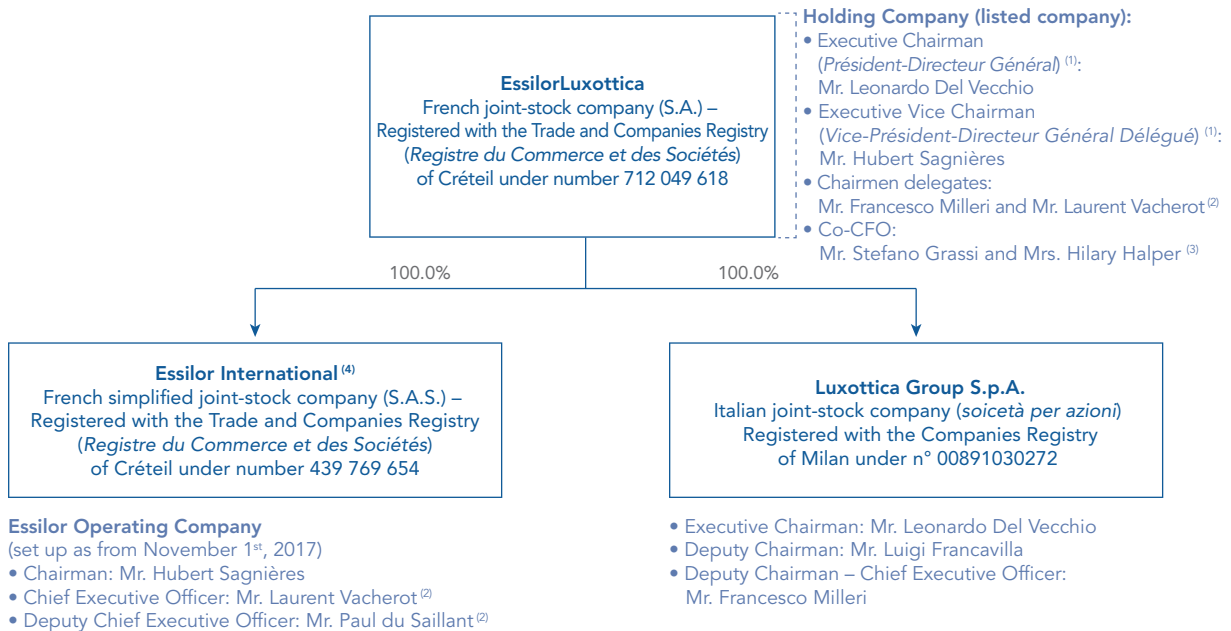 EssilorLuxottica
French joint-stock company (S.A.) –
Registered with the Trade and Companies Registry
(Registre du Commerce et des Sociétés)
of Créteil under number 712 049 618
Holding Company (listed company):
• Executive Chairman
(Président-Directeur Général) (1):
Mr. Leonardo Del Vecchio
• Executive Vice Chairman
(Vice-Président-Directeur Général Délégué) (1):
Mr. Hubert Sagnières
• Chairmen delegates:
Mr. Francesco Milleri and Mr. Laurent Vacherot (2)
• Co-CFO:
Mr. Stefano Grassi and Mrs. Hilary Halper (3)
100.0%
100.0%
Essilor International (4)
French simplified joint-stock company (S.A.S.) –
Registered with the Trade and Companies Registry
(Registre du Commerce et des Sociétés)
of Créteil under number 439 769 654
Essilor Operating Company
(set up as from November 1st, 2017)
• Chairman: Mr. Hubert Sagnières
• Chief Executive Officer: Mr. Laurent Vacherot (2)
• Deputy Chief Executive Officer: Mr. Paul du Saillant (2)
Luxottica Group S.p.A.
Italian joint-stock company (soicetà per azioni)
Registered with the Companies Registry
of Milan under n° 00891030272
• Executive Chairman: Mr. Leonardo Del Vecchio
• Deputy Chairman: Mr. Luigi Francavilla
• Deputy Chairman – Chief Executive Officer:
Mr. Francesco Milleri